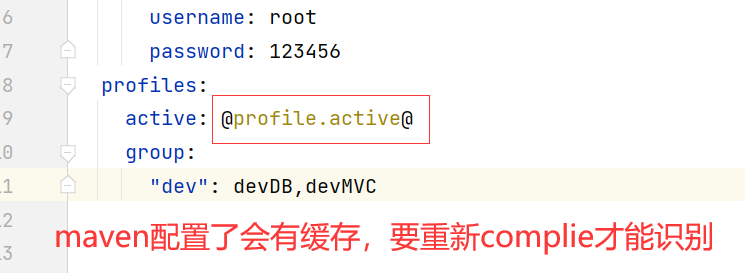 6 username: root
7 password: 123456
8 profiles:
9 active: @profile.active@
10 group:
11 "dev": devDB,devMVC
12
13 maven配置了会有缓存，要重新complie才能识别